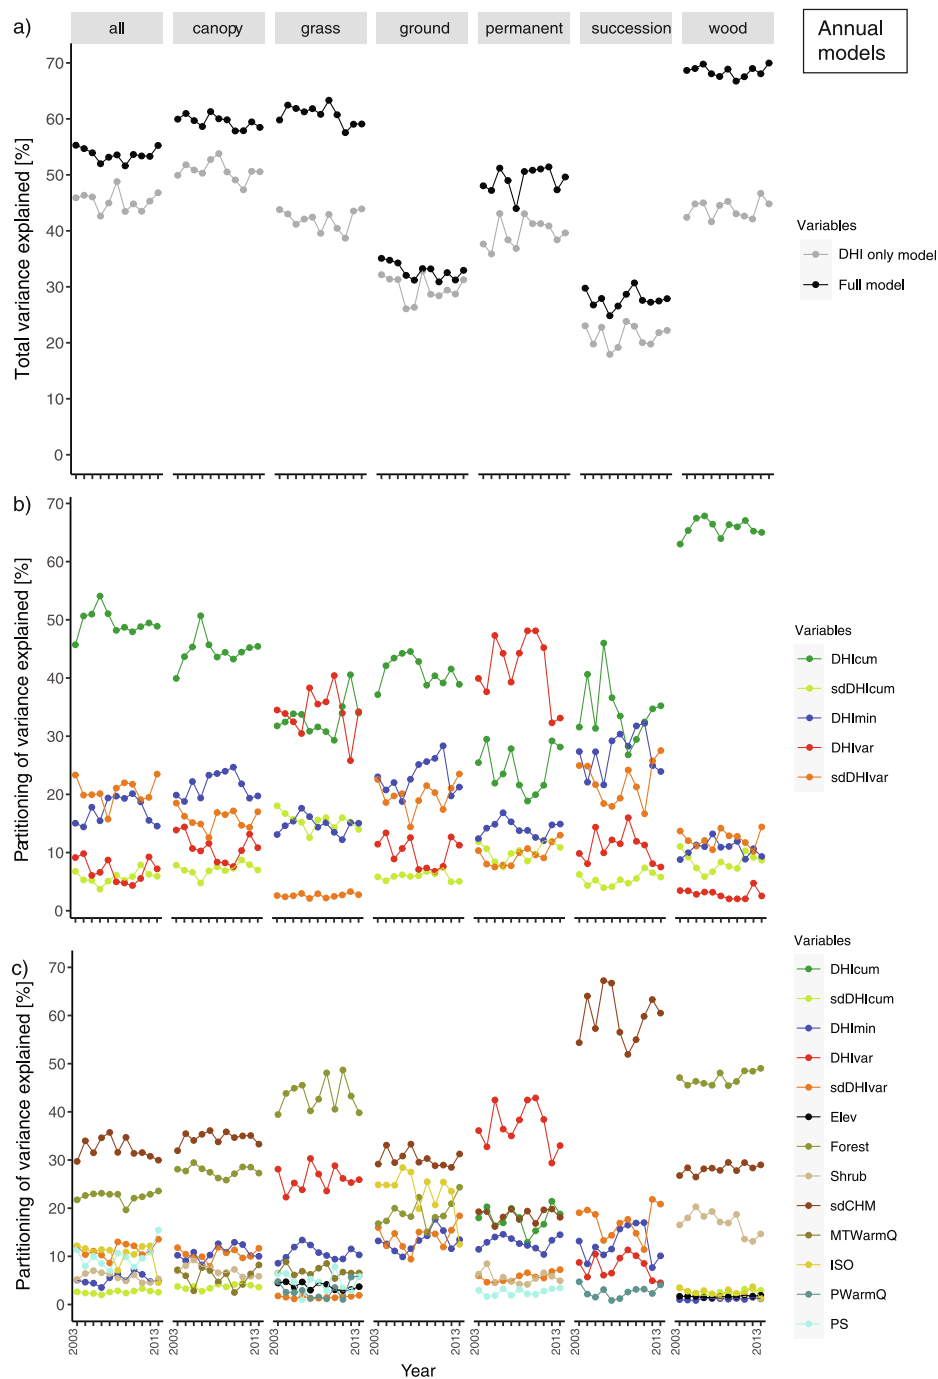 a)
all canopy grass ground permanent succession wood
Annual
models
Total variance explained [%]
70
60
50
40
30
20
10
0
Variables
DHI only model
Full model
b)
Partitioning of variance explained [%]
70
60
50
40
30
20
10
0
Variables
DHIcum
sdDHIcum
DHImin
DHIvar
sdDHIvar
c)
Partitioning of variance explained [%]
70
60
50
40
30
20
10
0
2003 2013 2003 2013 2003 2013 2003 2013 2003 2013 2003 2013 2003 2013
Year
Variables
DHIcum
sdDHIcum
DHImin
DHIvar
sdDHIvar
Elev
Forest
Shrub
sdCHM
MTWarmQ
ISO
PWarmQ
PS